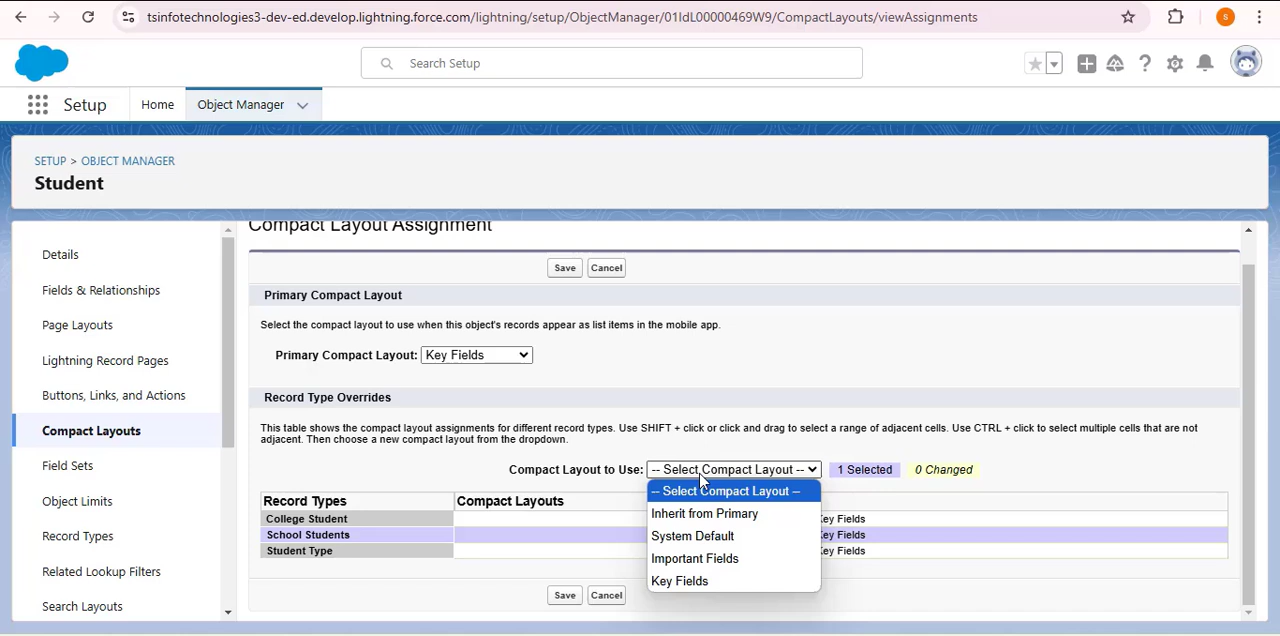 tsinfotechnologies3-dev-ed.develop.lightning.force.com/lightning/setup/ObjectManager/01IdL00000469W9/CompactLayouts/viewAssignments
S
Search Setup
Setup
Home
Object Manager
SETUP > OBJECT MANAGER
Student
Details
Fields & Relationships
Page Layouts
Lightning Record Pages
Buttons, Links, and Actions
Compact Layouts
Field Sets
Object Limits
Record Types
Related Lookup Filters
Search Layouts
Compact Layout Assignment
Save Cancel
Primary Compact Layout
Select the compact layout to use when this object's records appear as list items in the mobile app.
Primary Compact Layout: Key Fields
Record Type Overrides
This table shows the compact layout assignments for different record types. Use SHIFT + click or click and drag to select a range of adjacent cells. Use CTRL + click to select multiple cells that are not
adjacent. Then choose a new compact layout from the dropdown.
Compact Layout to Use: -- Select Compact Layout -- 1 Selected 0 Changed
-- Select Compact Layout --
Inherit from Primary
System Default
Important Fields
Key Fields
Record Types Compact Layouts
College Student Key Fields
School Students Key Fields
Student Type Key Fields
Save Cancel